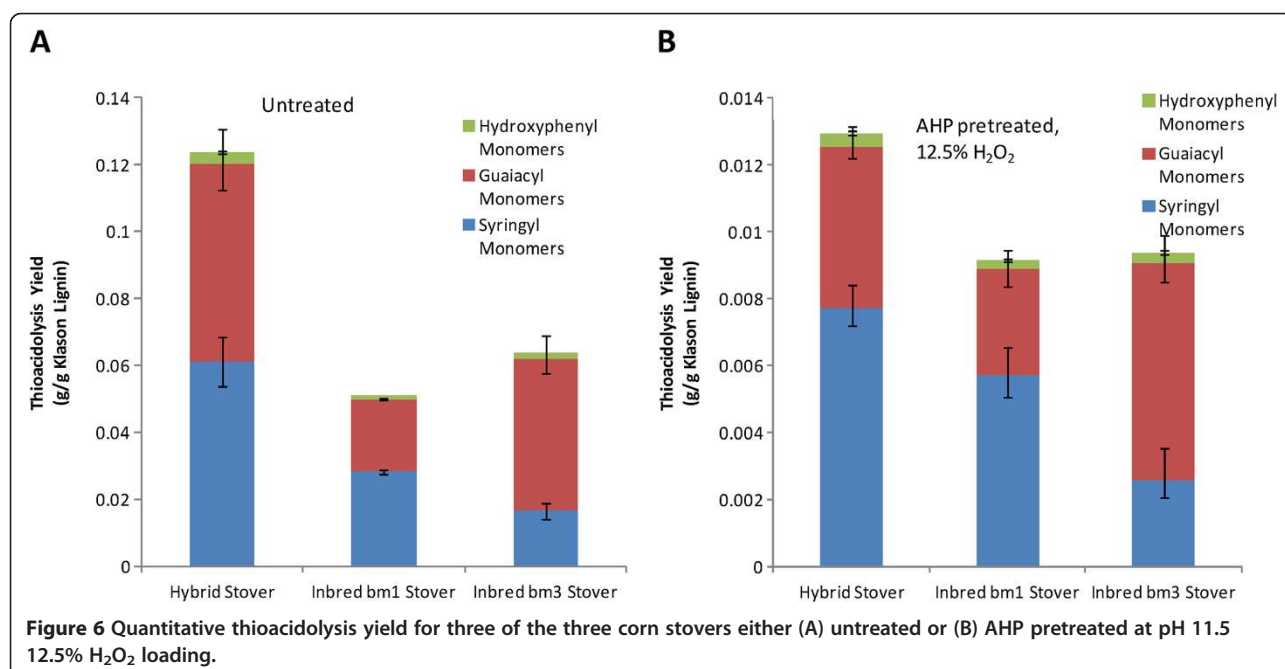 A
Untreated
0.14
0.12
0.1
0.08
0.06
0.04
0.02
0
Thioacidolysis Yield
(g/g Klason Lignin)
Hydroxyphenyl
Monomers
Guaiacyl
Monomers
Syringyl
Monomers
Hybrid Stover
Inbred bm1 Stover
Inbred bm3 Stover
B
AHP pretreated,
12.5% H₂O₂
0.014
0.012
0.01
0.008
0.006
0.004
0.002
0
Thioacidolysis Yield
(g/g Klason Lignin)
Hydroxyphenyl
Monomers
Guaiacyl
Monomers
Syringyl
Monomers
Hybrid Stover
Inbred bm1 Stover
Inbred bm3 Stover
Figure 6 Quantitative thioacidolysis yield for three of the three corn stovers either (A) untreated or (B) AHP pretreated at pH 11.5
12.5% H₂O₂ loading.